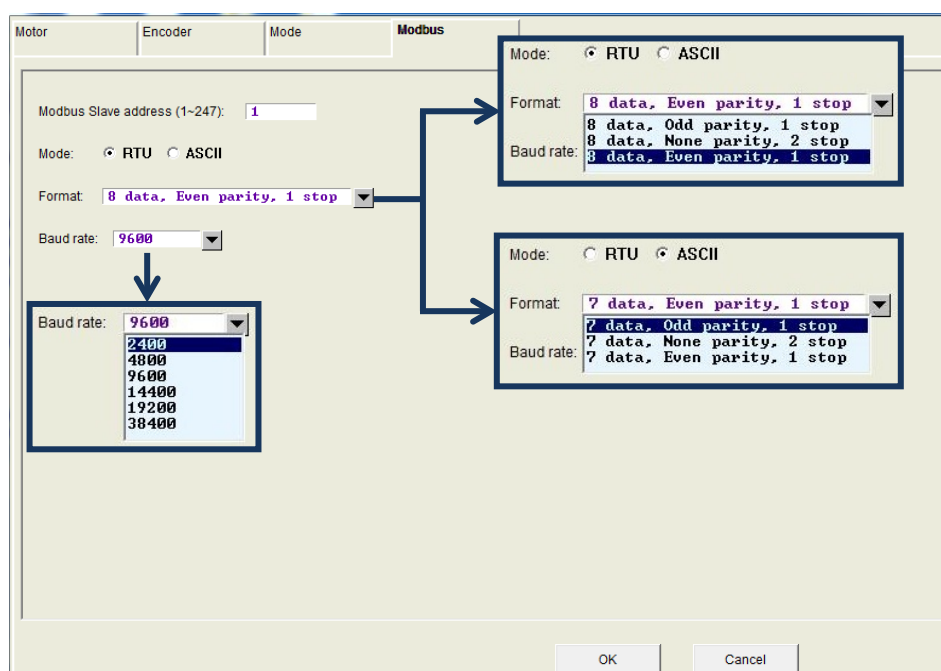 Motor Encoder Mode Modbus
Modbus Slave address (1~247): 1
Mode: RTU ASCII
Format: 8 data, Even parity, 1 stop
Baud rate: 9600
Baud rate: 9600
2400
4800
9600
14400
19200
38400
Mode: RTU ASCII
Format: 8 data, Even parity, 1 stop
8 data, Odd parity, 1 stop
8 data, None parity, 2 stop
Baud rate: 8 data, Even parity, 1 stop
Mode: RTU ASCII
Format: 7 data, Even parity, 1 stop
7 data, Odd parity, 1 stop
7 data, None parity, 2 stop
Baud rate: 7 data, Even parity, 1 stop
OK Cancel